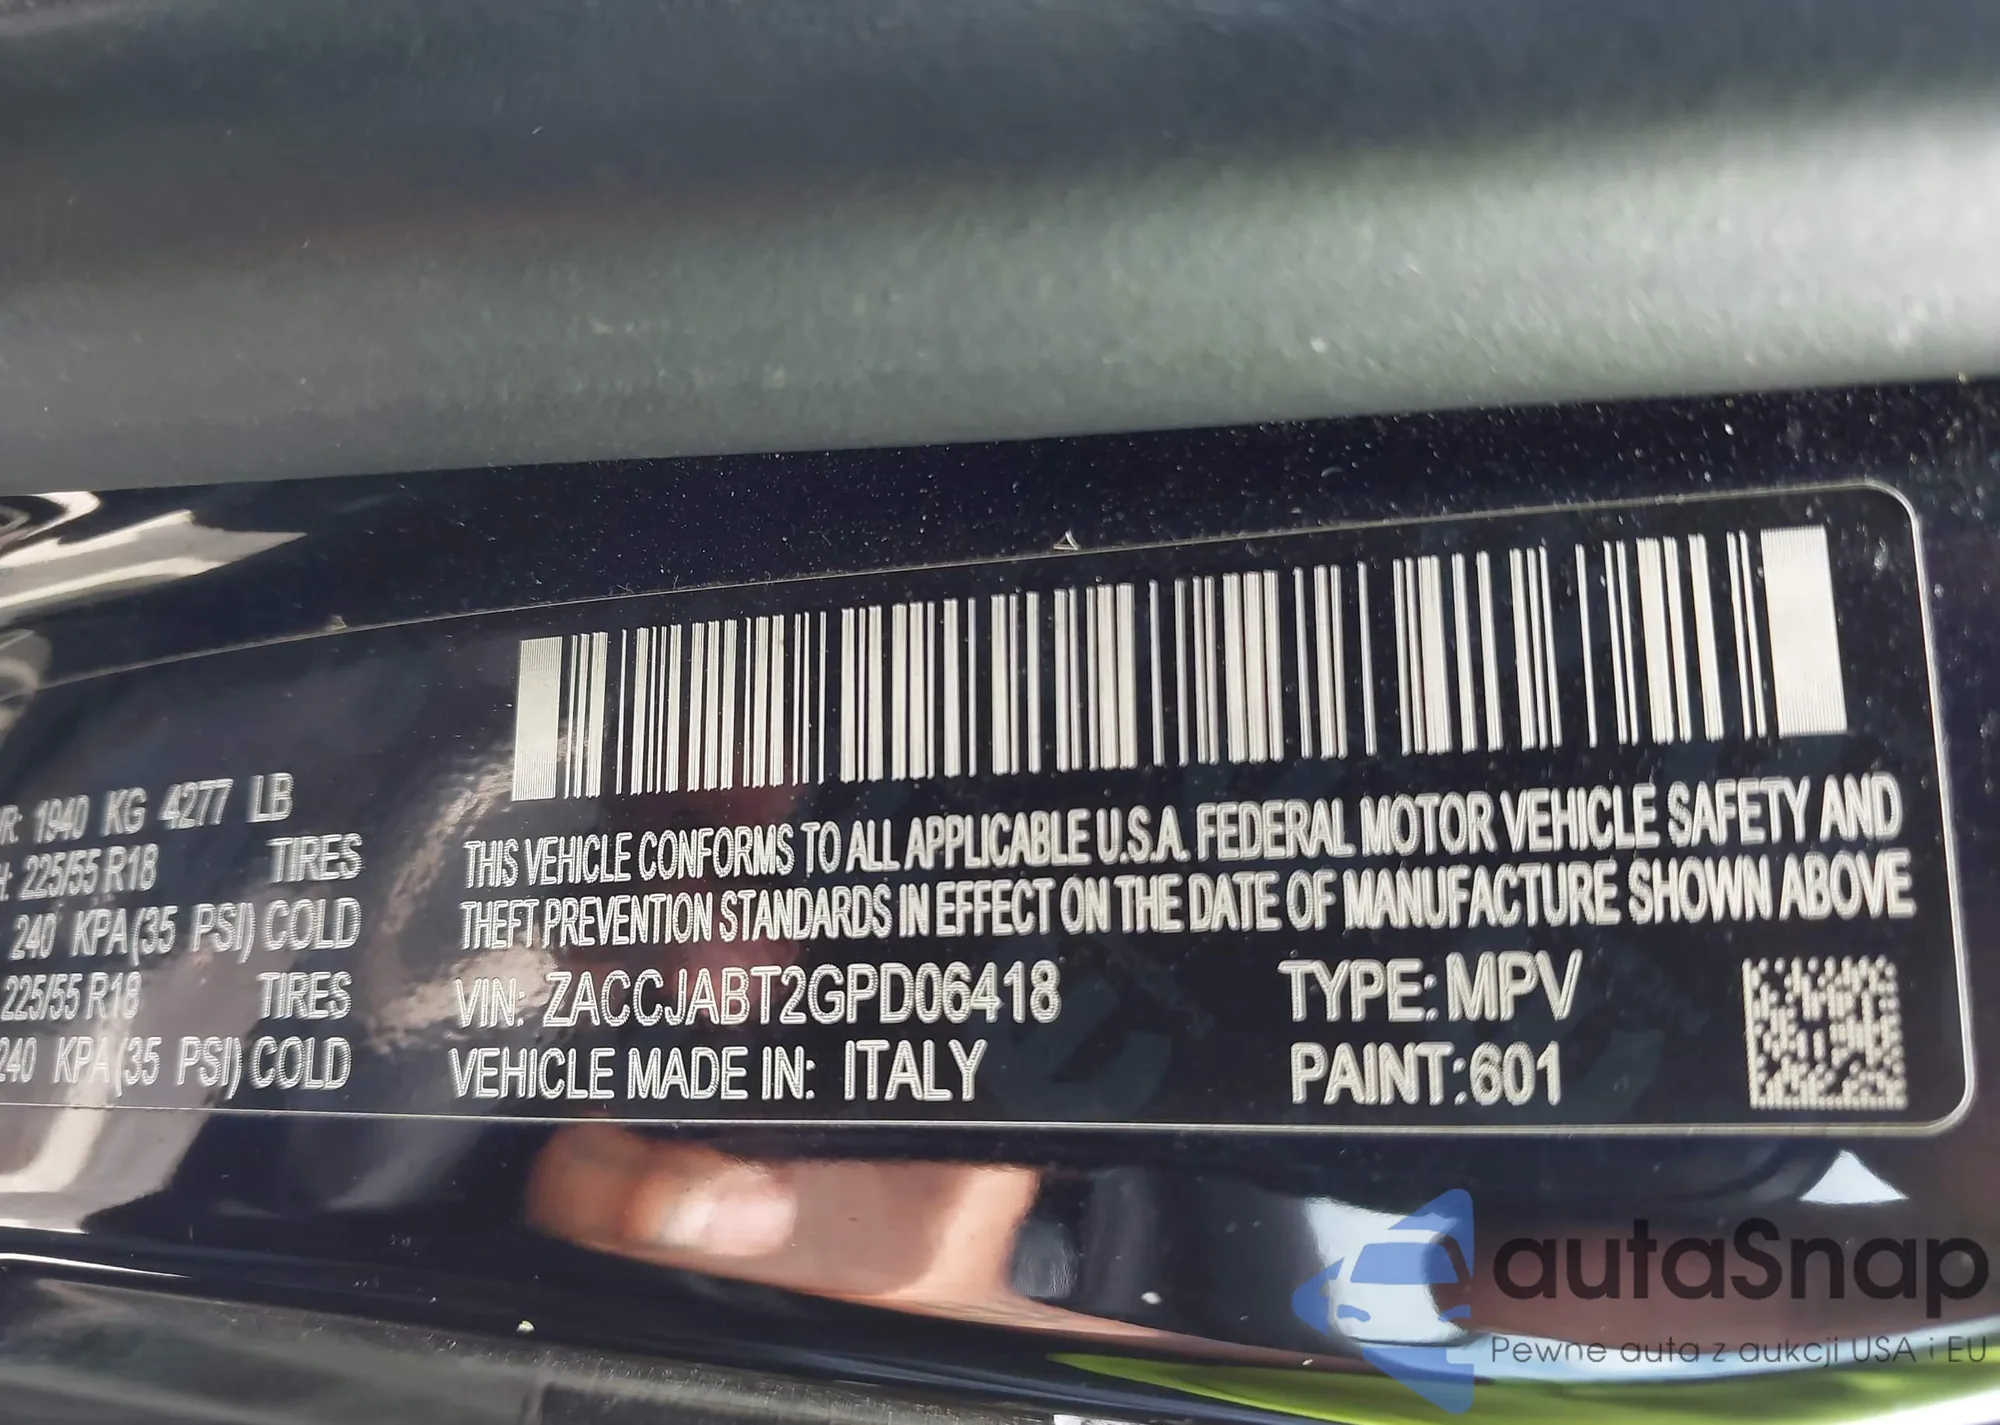 1940 KG 4277 LB
225/55 R18 TIRES
240 KPA(35 PSI) COLD
225/55 R18 TIRES
240 KPA(35 PSI) COLD
THIS VEHICLE CONFORMS TO ALL APPLICABLE U.S.A. FEDERAL MOTOR VEHICLE SAFETY AND
THEFT PREVENTION STANDARDS IN EFFECT ON THE DATE OF MANUFACTURE SHOWN ABOVE
VIN: ZACCJABT2GPD06418 TYPE: MPV
VEHICLE MADE IN: ITALY PAINT:601
autaSnap
Pewne auta z aukcji USA i EU